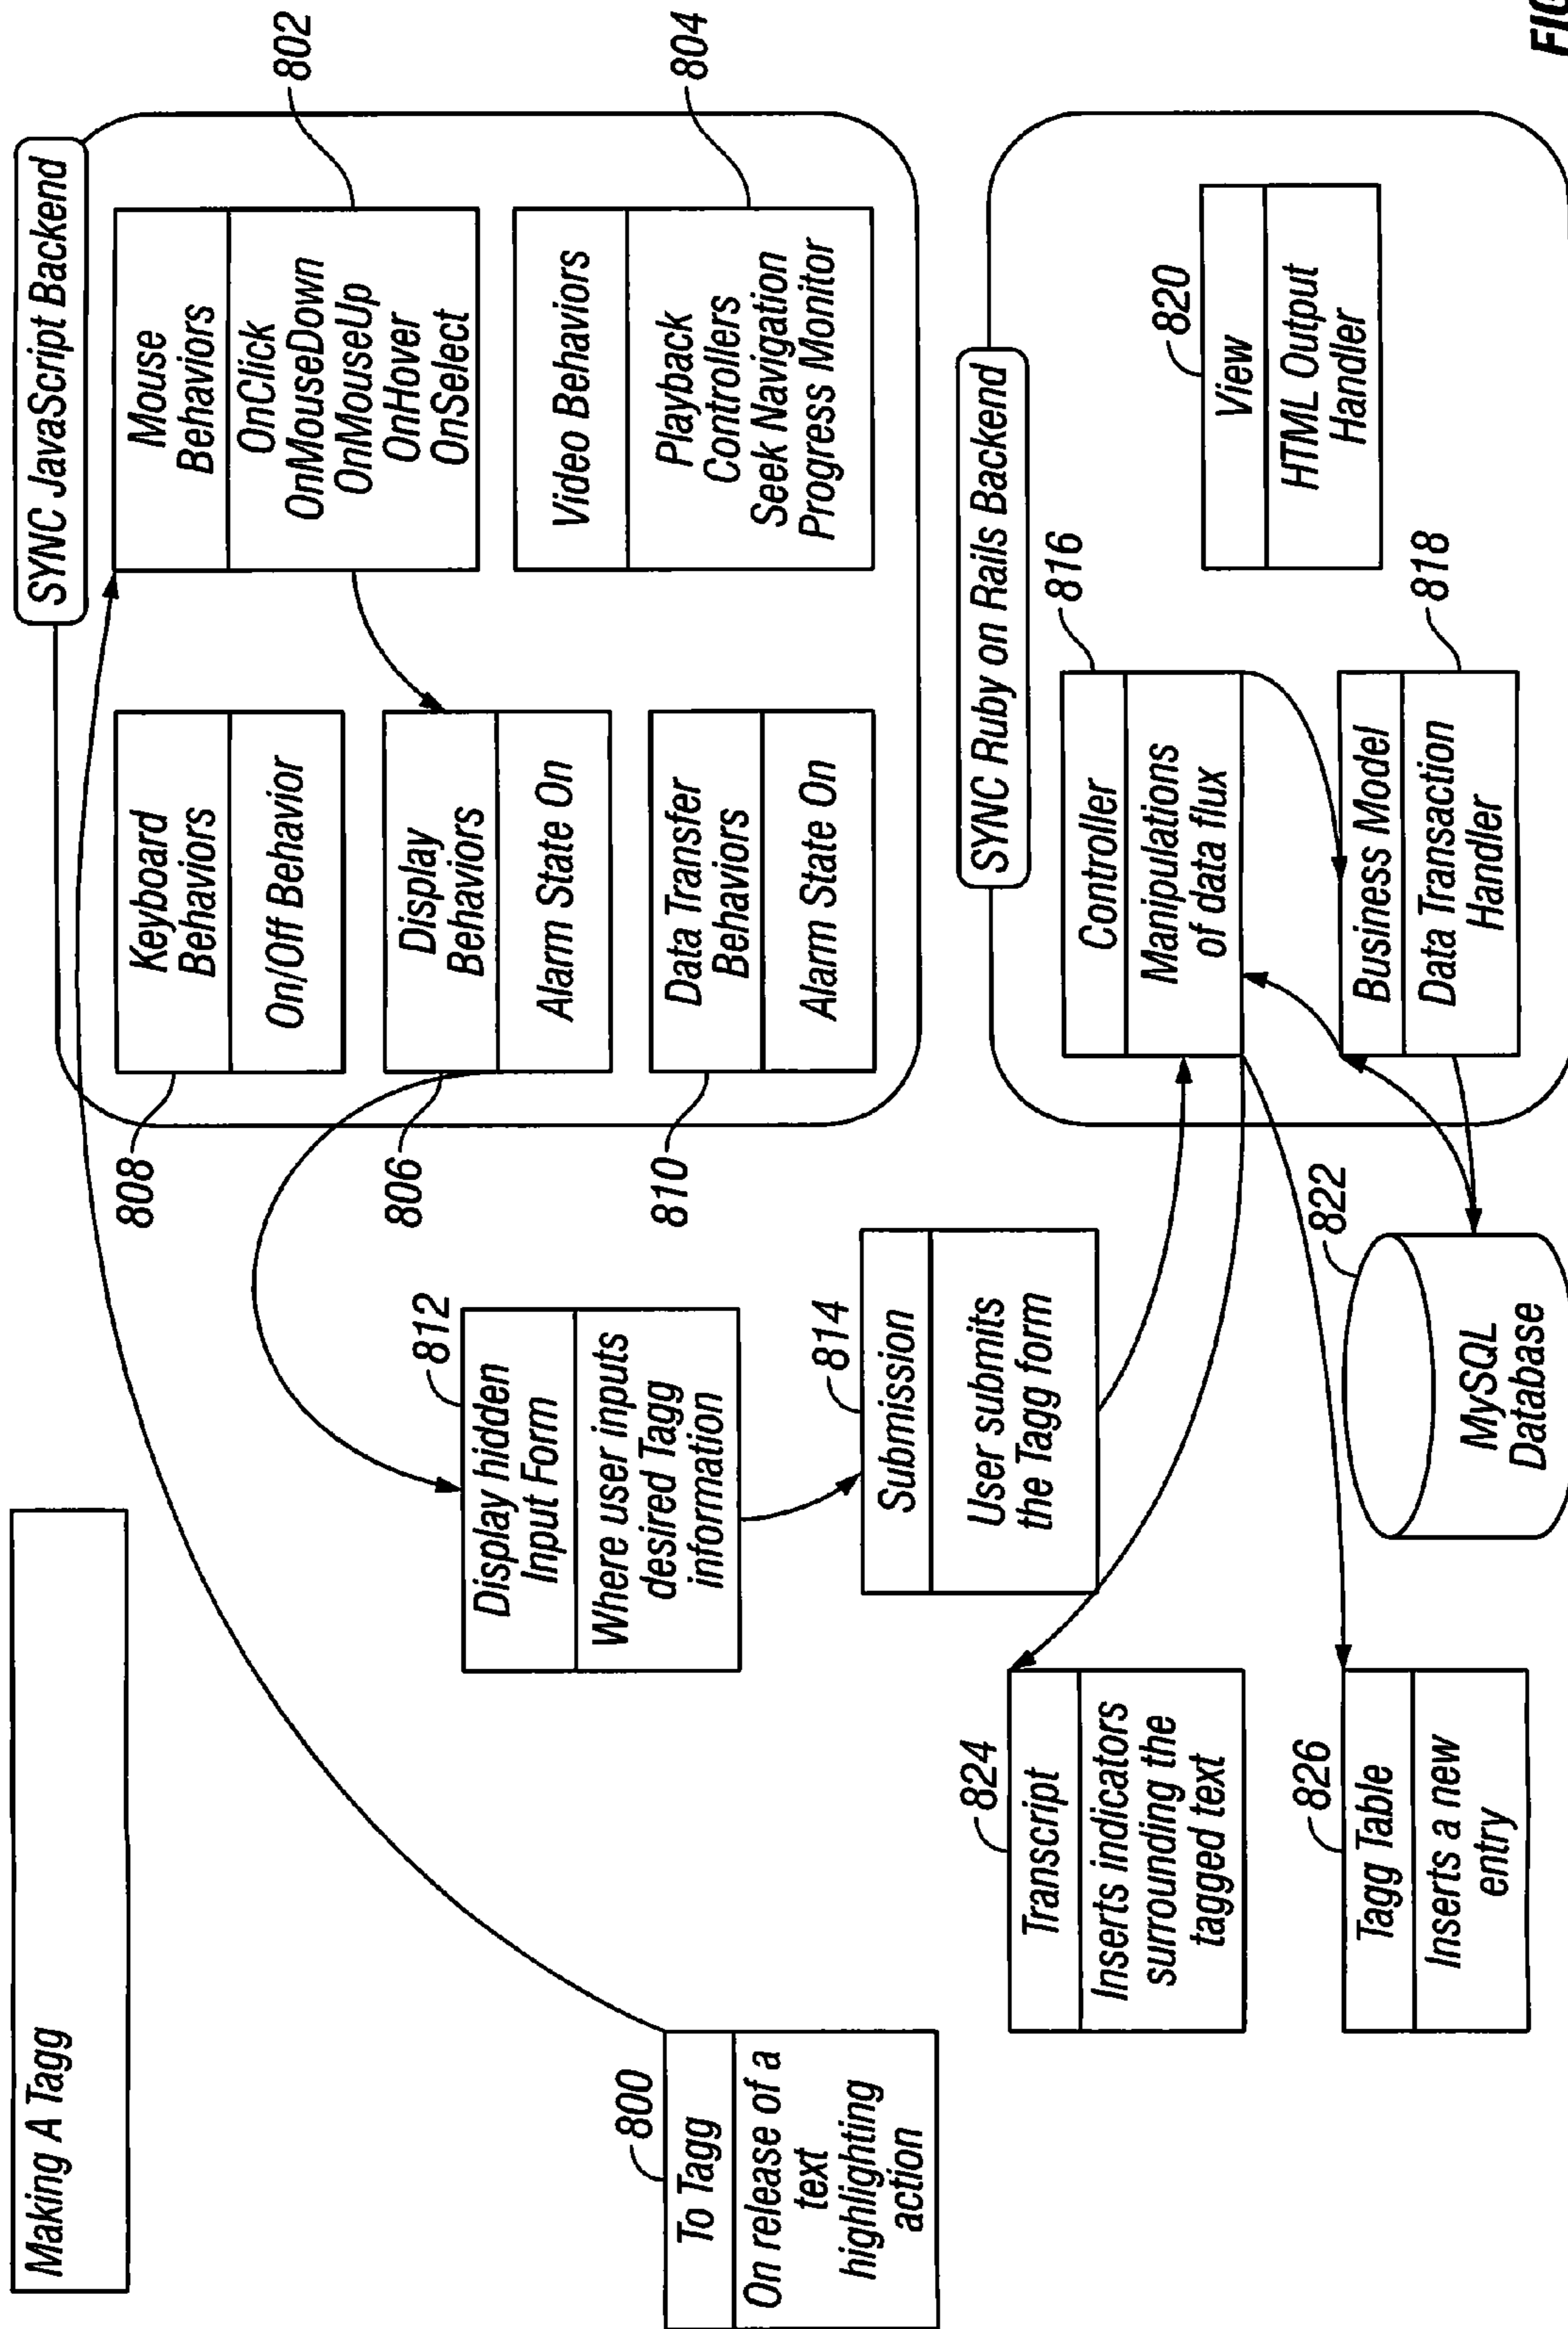 Making A Tagg
800
To Tagg
On release of a
text
highlighting
action
SYNC JavaScript Backend
808
Keyboard
Behaviors
On/Off Behavior
806
Display
Behaviors
Alarm State On
810
Data Transfer
Behaviors
Alarm State On
Mouse
Behaviors
OnClick
OnMouseDown
OnMouseUp
OnHover
OnSelect
802
Video Behaviors
Playback
Controllers
Seek Navigation
Progress Monitor
804
812
Display hidden
Input Form
Where user inputs
desired Tagg
information
814
Submission
User submits
the Tagg form
824
Transcript
Inserts indicators
surrounding the
tagged text
826
Tagg Table
Inserts a new
entry
822
MySQL
Database
SYNC Ruby on Rails Backend
816
Controller
Manipulations
of data flux
Business Model
Data Transaction
Handler
818
820
View
HTML Output
Handler
FIG